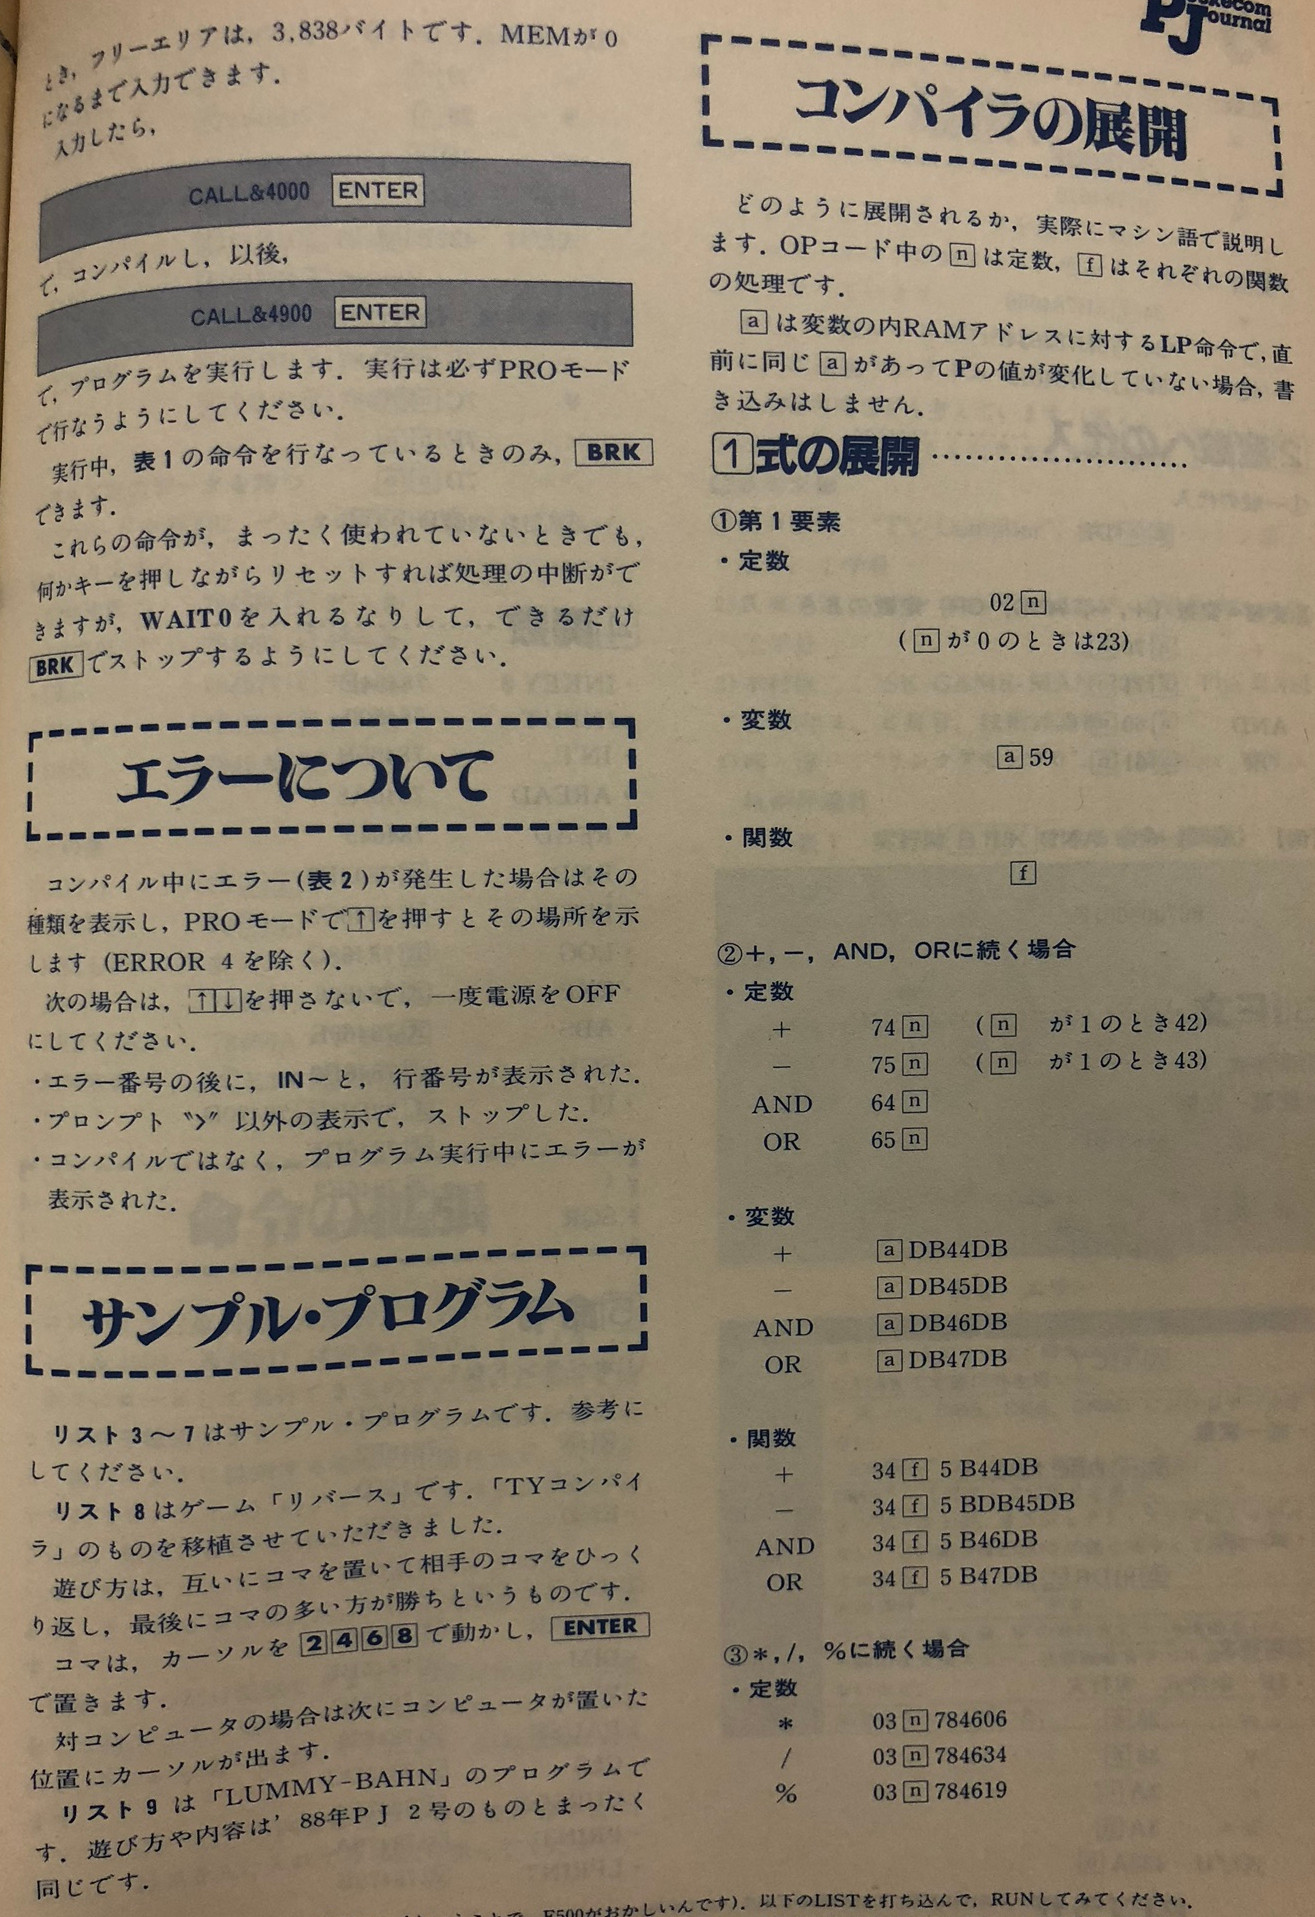 とき，フリーエリアは，3,838バイトです．MEMが0
になるまで入力できます．
入力したら，
CALL&4000 ENTER
で，コンパイルし，以後，
CALL&4900 ENTER
で，プログラムを実行します．実行は必ずPROモード
で行なうようにしてください．
実行中，表1の命令を行なっているときのみ，BRK
できます．
これらの命令が，まったく使われていないときでも，
何かキーを押しながらリセットすれば処理の中断がで
きますが，WAIT0を入れるなりして，できるだけ
BRKでストップするようにしてください．
エラーについて
コンパイル中にエラー(表2)が発生した場合はその
種類を表示し，PROモードで↑を押すとその場所を示
します(ERROR 4を除く)．
次の場合は，↑↓を押さないで，一度電源をOFF
にしてください．
・エラー番号の後に，IN〜と，行番号が表示された．
・プロンプト〝>〟以外の表示で，ストップした．
・コンパイルではなく，プログラム実行中にエラーが
表示された．
サンプル・プログラム
リスト3〜7はサンプル・プログラムです．参考に
してください．
リスト8はゲーム「リバース」です．「TYコンパイ
ラ」のものを移植させていただきました．
遊び方は，互いにコマを置いて相手のコマをひっく
り返し，最後にコマの多い方が勝ちというものです．
コマは，カーソルを2468で動かし，ENTER
で置きます．
対コンピュータの場合は次にコンピュータが置いた
位置にカーソルが出ます．
リスト9は「LUMMY-BAHN」のプログラムで
す．遊び方や内容は'88年PJ 2号のものとまったく
同じです．
PJ ournal
コンパイラの展開
どのように展開されるか，実際にマシン語で説明し
ます．OPコード中のnは定数，fはそれぞれの関数
の処理です．
aは変数の内RAMアドレスに対するLP命令で，直
前に同じaがあってPの値が変化していない場合，書
き込みはしません．
1式の展開
①第1要素
・定数
02n
(nが0のときは23)
・変数
a59
・関数
f
②+,−，AND，ORに続く場合
・定数
+ 74n (n が1のとき42)
− 75n (n が1のとき43)
AND 64n
OR 65n
・変数
+ aDB44DB
− aDB45DB
AND aDB46DB
OR aDB47DB
・関数
+ 34f5B44DB
− 34f5BDB45DB
AND 34f5B46DB
OR 34f5B47DB
③*,/，%に続く場合
・定数
* 03n784606
/ 03n784634
% 03n784619
E500がおかしいんです)．以下のLISTを打ち込んで，RUNしてみてください．